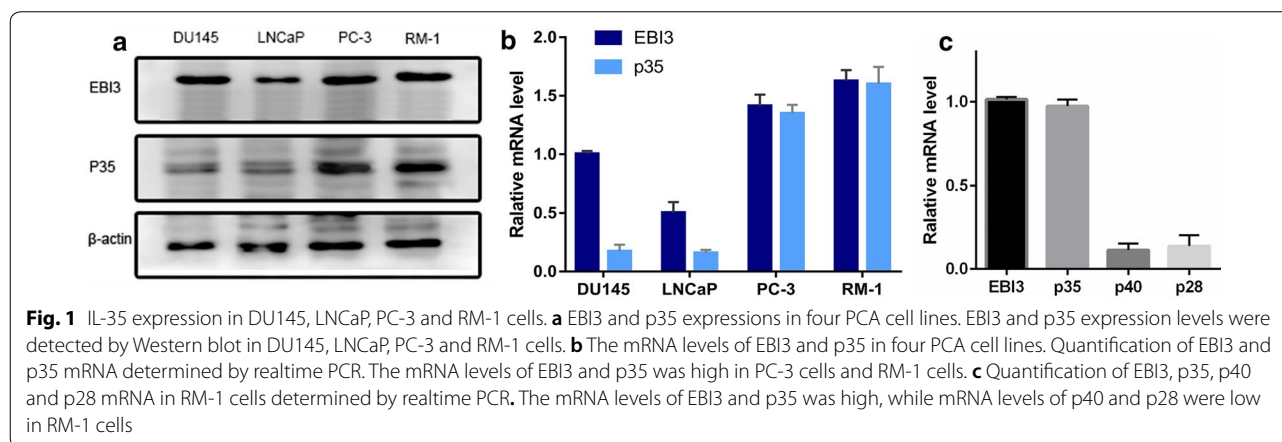 a
DU145 LNCaP PC-3 RM-1
EBI3
P35
β-actin
b
Ralative mRNA level
2.0
1.5
1.0
0.5
0.0
EBI3
p35
DU145 LNCaP PC-3 RM-1
c
Ralative mRNA level
1.0
0.5
0.0
EBI3 p35 p40 p28
Fig. 1 IL-35 expression in DU145, LNCaP, PC-3 and RM-1 cells. a EBI3 and p35 expressions in four PCA cell lines. EBI3 and p35 expression levels were
detected by Western blot in DU145, LNCaP, PC-3 and RM-1 cells. b The mRNA levels of EBI3 and p35 in four PCA cell lines. Quantification of EBI3 and
p35 mRNA determined by realtime PCR. The mRNA levels of EBI3 and p35 was high in PC-3 cells and RM-1 cells. c Quantification of EBI3, p35, p40
and p28 mRNA in RM-1 cells determined by realtime PCR. The mRNA levels of EBI3 and p35 was high, while mRNA levels of p40 and p28 were low
in RM-1 cells